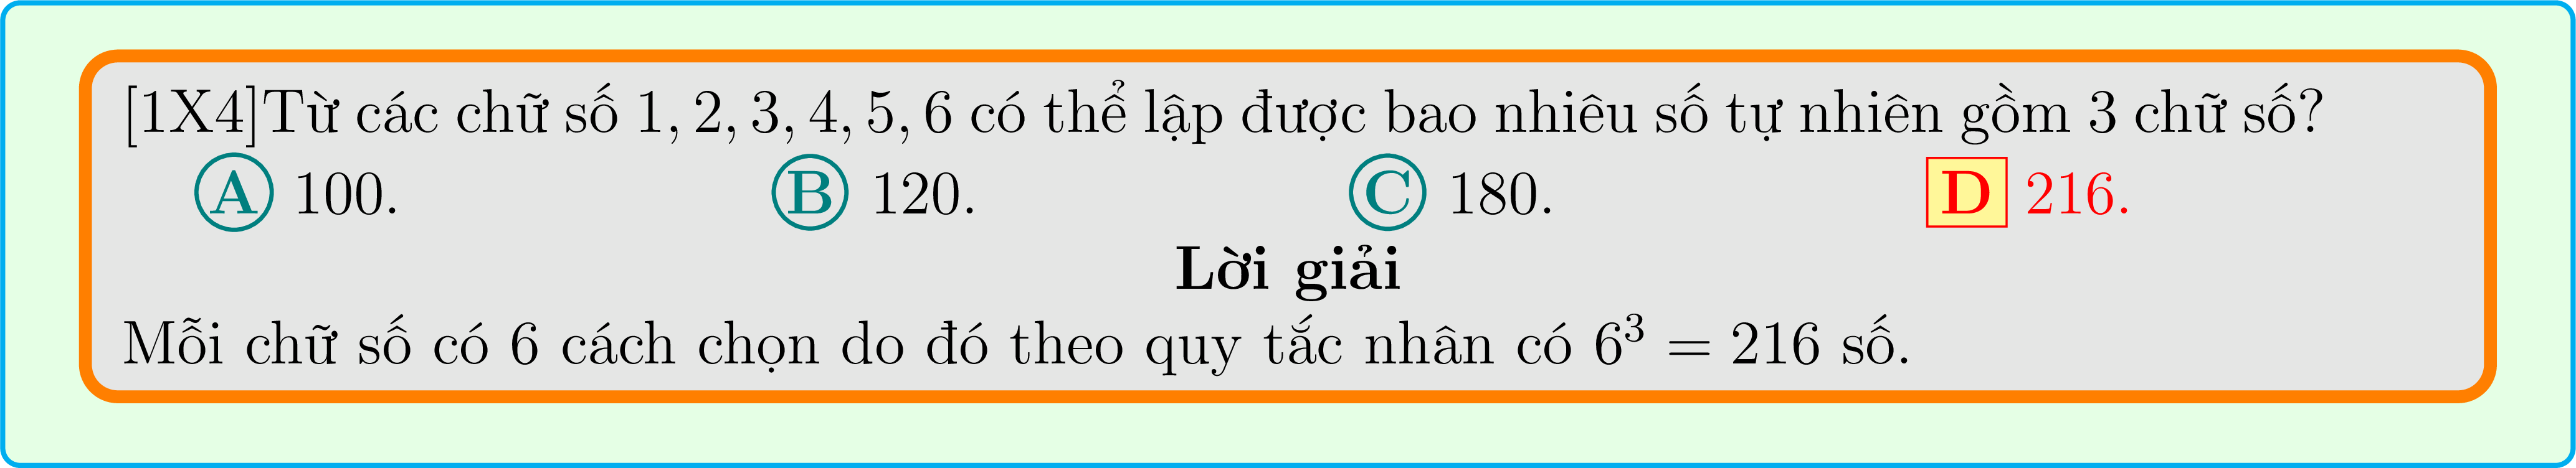 [1X4]Từ các chữ số 1, 2, 3, 4, 5, 6 có thể lập được bao nhiêu số tự nhiên gồm 3 chữ số?
A 100. B 120. C 180. D 216.
Lời giải
Mỗi chữ số có 6 cách chọn do đó theo quy tắc nhân có 6³ = 216 số.